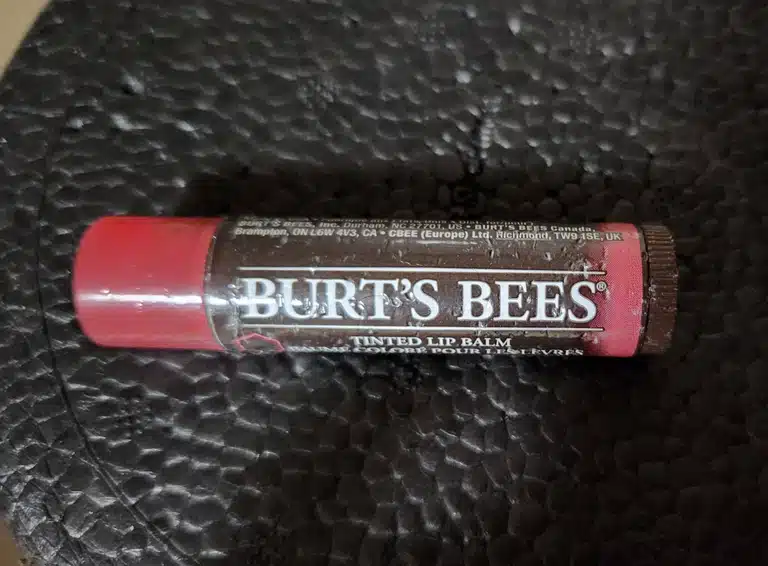 BURT'S BEES, Inc. Durham, NC 27701, US • BURT'S BEES Canada,
Brampton, ON L6W 4V3, CA • CBEE (Europe) Ltd. Richmond, TW9 1SE, UK
BURT'S BEES®
TINTED LIP BALM
BAUME COLORÉ POUR LES LÈVRES